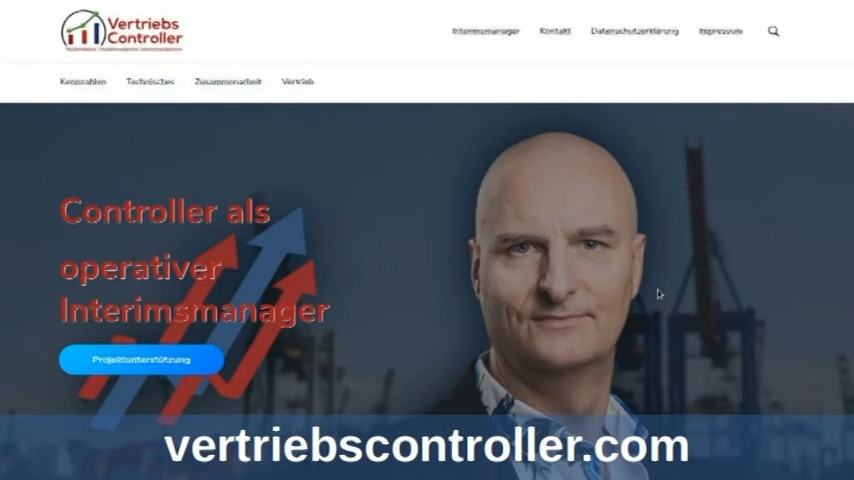 Vertriebs
Controller
Interimsmanager Kontakt Datenschutzerklärung Impressum
Kennzahlen Technisches Zusammenarbeit Vertrieb
Controller als
operativer
Interimsmanager
Projektunterstützung
vertriebscontroller.com